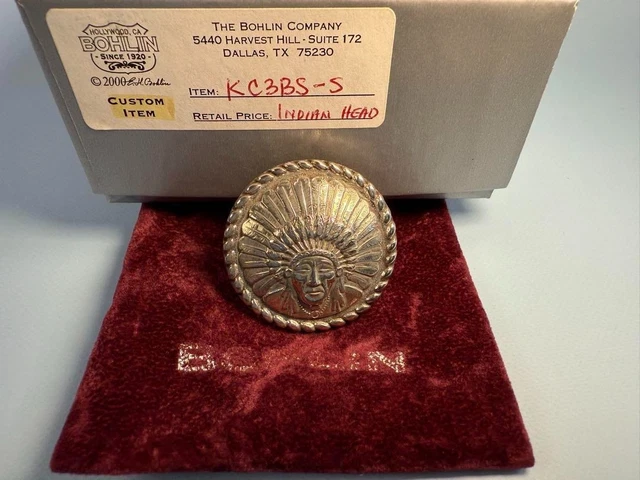 HOLLYWOOD, CA
BOHLIN
- SINCE 1920 -
© 2000 B.H. Bohlin
CUSTOM
ITEM
THE BOHLIN COMPANY
5440 HARVEST HILL - SUITE 172
DALLAS, TX 75230
ITEM: KC3BS-S
RETAIL PRICE: INDIAN HEAD
BOHLIN